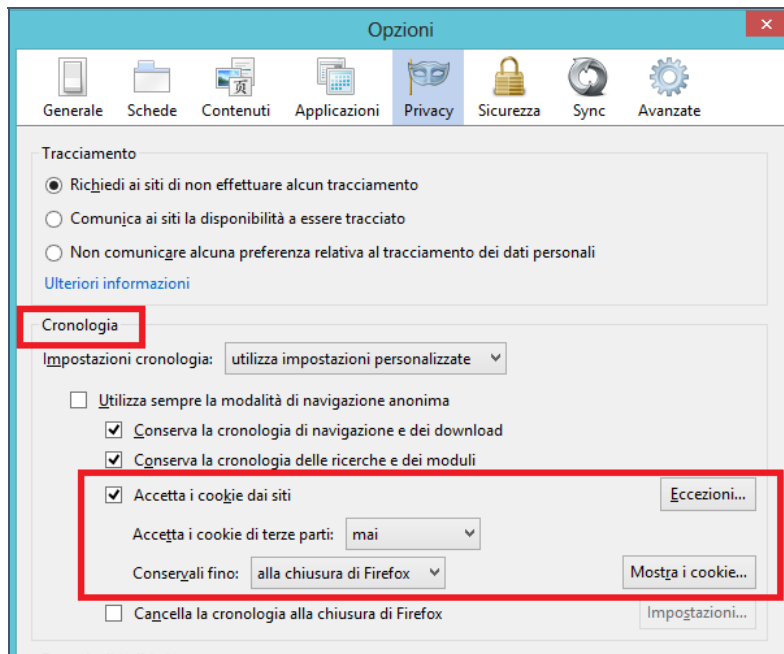 Opzioni
Generale Schede Contenuti Applicazioni Privacy Sicurezza Sync Avanzate
Tracciamento
Richiedi ai siti di non effettuare alcun tracciamento
Comunica ai siti la disponibilità a essere tracciato
Non comunicare alcuna preferenza relativa al tracciamento dei dati personali
Ulteriori informazioni
Cronologia
Impostazioni cronologia: utilizza impostazioni personalizzate
Utilizza sempre la modalità di navigazione anonima
Conserva la cronologia di navigazione e dei download
Conserva la cronologia delle ricerche e dei moduli
Accetta i cookie dai siti Eccezioni...
Accetta i cookie di terze parti: mai
Conservali fino: alla chiusura di Firefox Mostra i cookie...
Cancella la cronologia alla chiusura di Firefox Impostazioni...